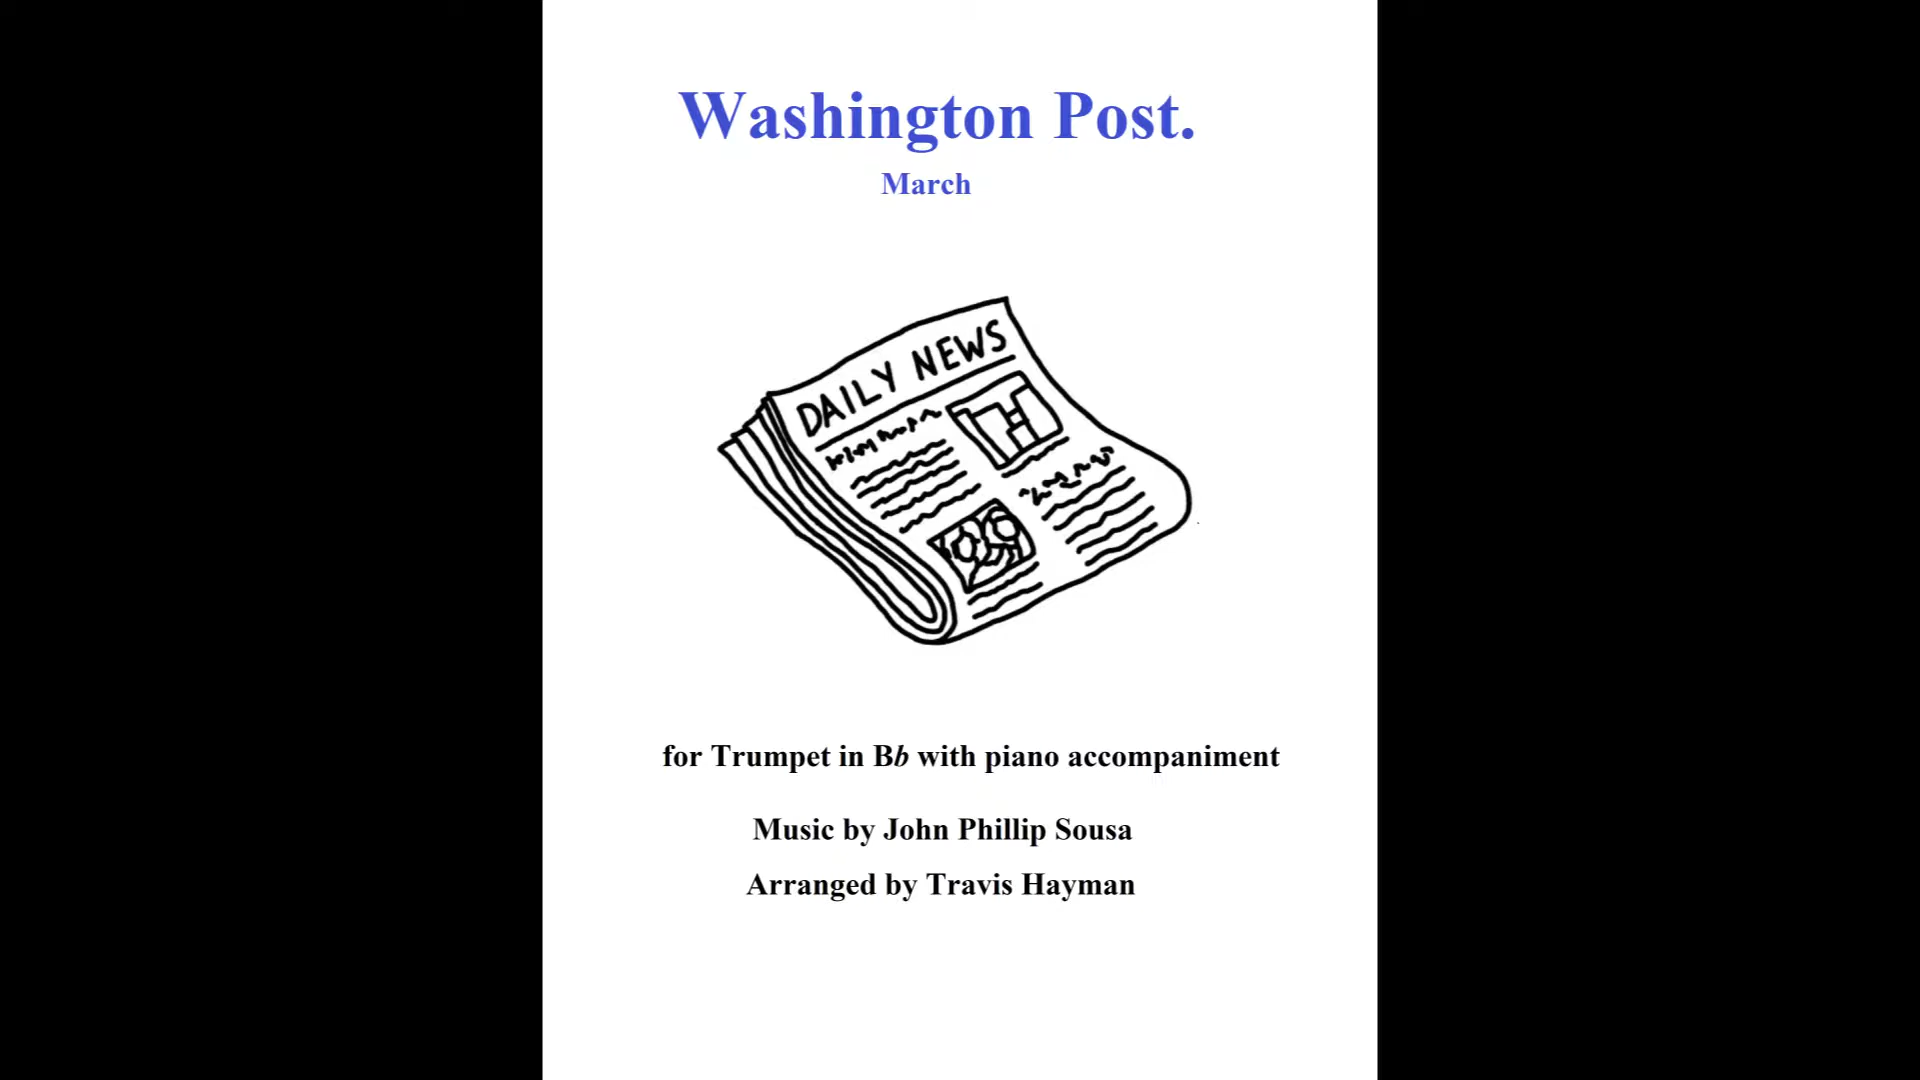 Washington Post.
March
DAILY NEWS
for Trumpet in Bb with piano accompaniment
Music by John Phillip Sousa
Arranged by Travis Hayman